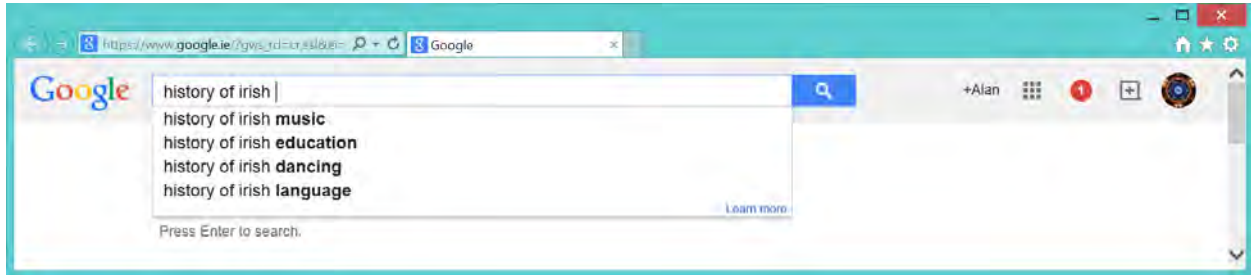 https://www.google.ie/?gws_rd=cr,ssl&ei= Google
Google history of irish +Alan 1
history of irish music
history of irish education
history of irish dancing
history of irish language
Learn more
Press Enter to search.